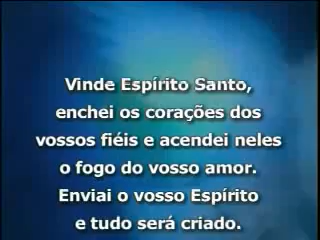 Vinde Espírito Santo,
enchei os corações dos
vossos fiéis e acendei neles
o fogo do vosso amor.
Enviai o vosso Espírito
e tudo será criado.